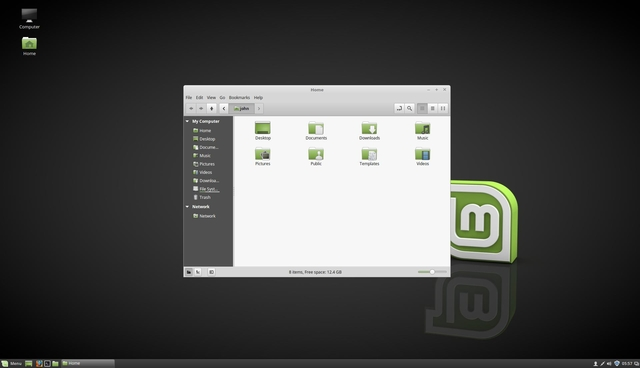 Computer
Home
Home
File Edit View Go Bookmarks Help
john
My Computer
Home
Desktop
Docume...
Music
Pictures
Videos
Downloa...
File Sys...
Trash
Network
Network
Desktop Documents Downloads Music
Pictures Public Templates Videos
8 items, Free space: 12.4 GB
Menu Home 05:57